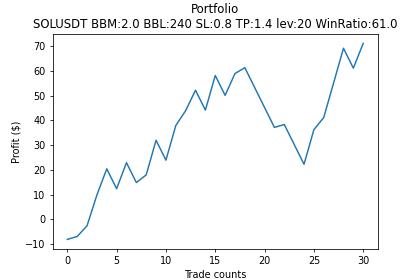 Portfolio
SOLUSDT BBM:2.0 BBL:240 SL:0.8 TP:1.4 lev:20 WinRatio:61.0
70
60
50
40
30
20
10
0
−10
Profit ($)
0 5 10 15 20 25 30
Trade counts